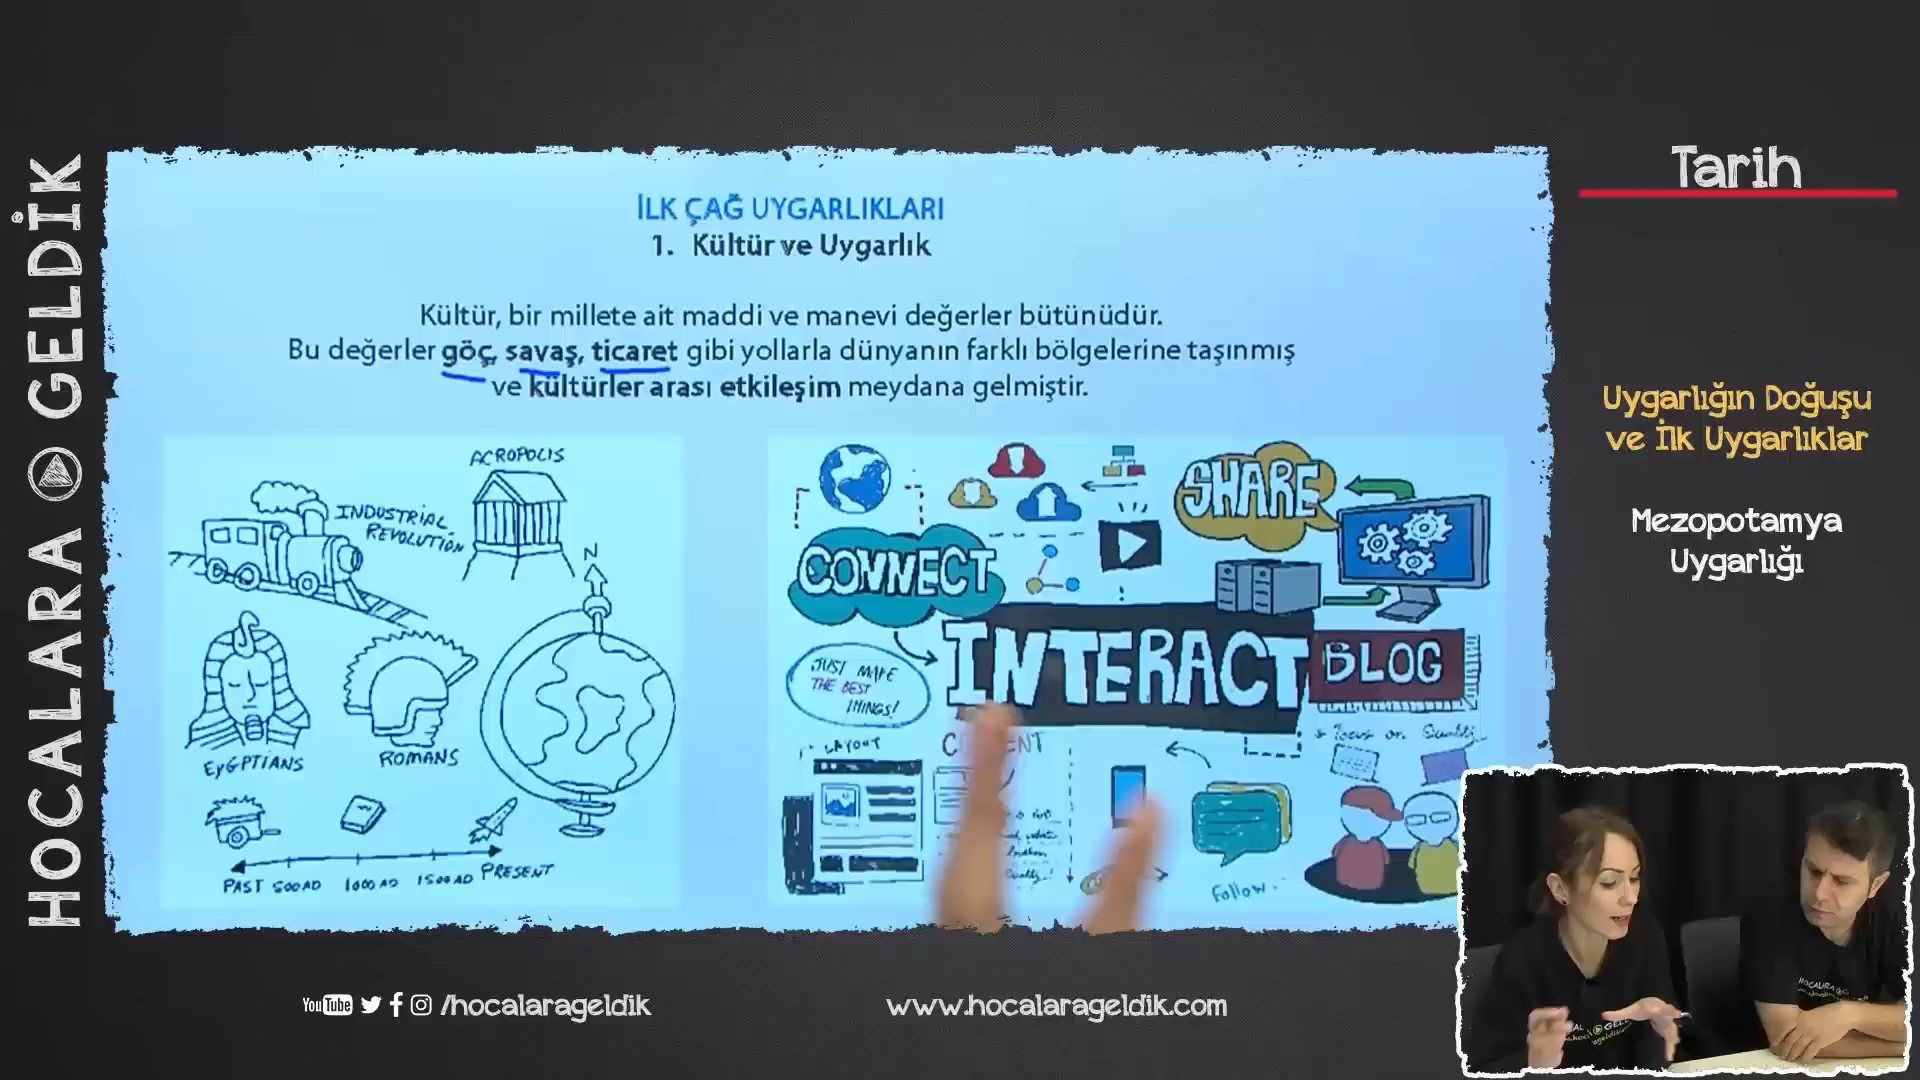 HOCALARA GELDİK
İLK ÇAĞ UYGARLIKLARI
1. Kültür ve Uygarlık
Kültür, bir millete ait maddi ve manevi değerler bütünüdür.
Bu değerler göç, savaş, ticaret gibi yollarla dünyanın farklı bölgelerine taşınmış
ve kültürler arası etkileşim meydana gelmiştir.
INDUSTRIAL
REVOLUTION
ACROPOLIS
N
EyGPTIANS
ROMANS
PAST 500AD 1000AD 1500AD PRESENT
CONNECT
SHARE
INTERACT
BLOG
JUST MAKE
THE BEST
THINGS!
LAYOUT
Follow.
Tarih
Uygarlığın Doğuşu
ve İlk Uygarlıklar
Mezopotamya
Uygarlığı
YouTube /hocalarageldik
www.hocalarageldik.com